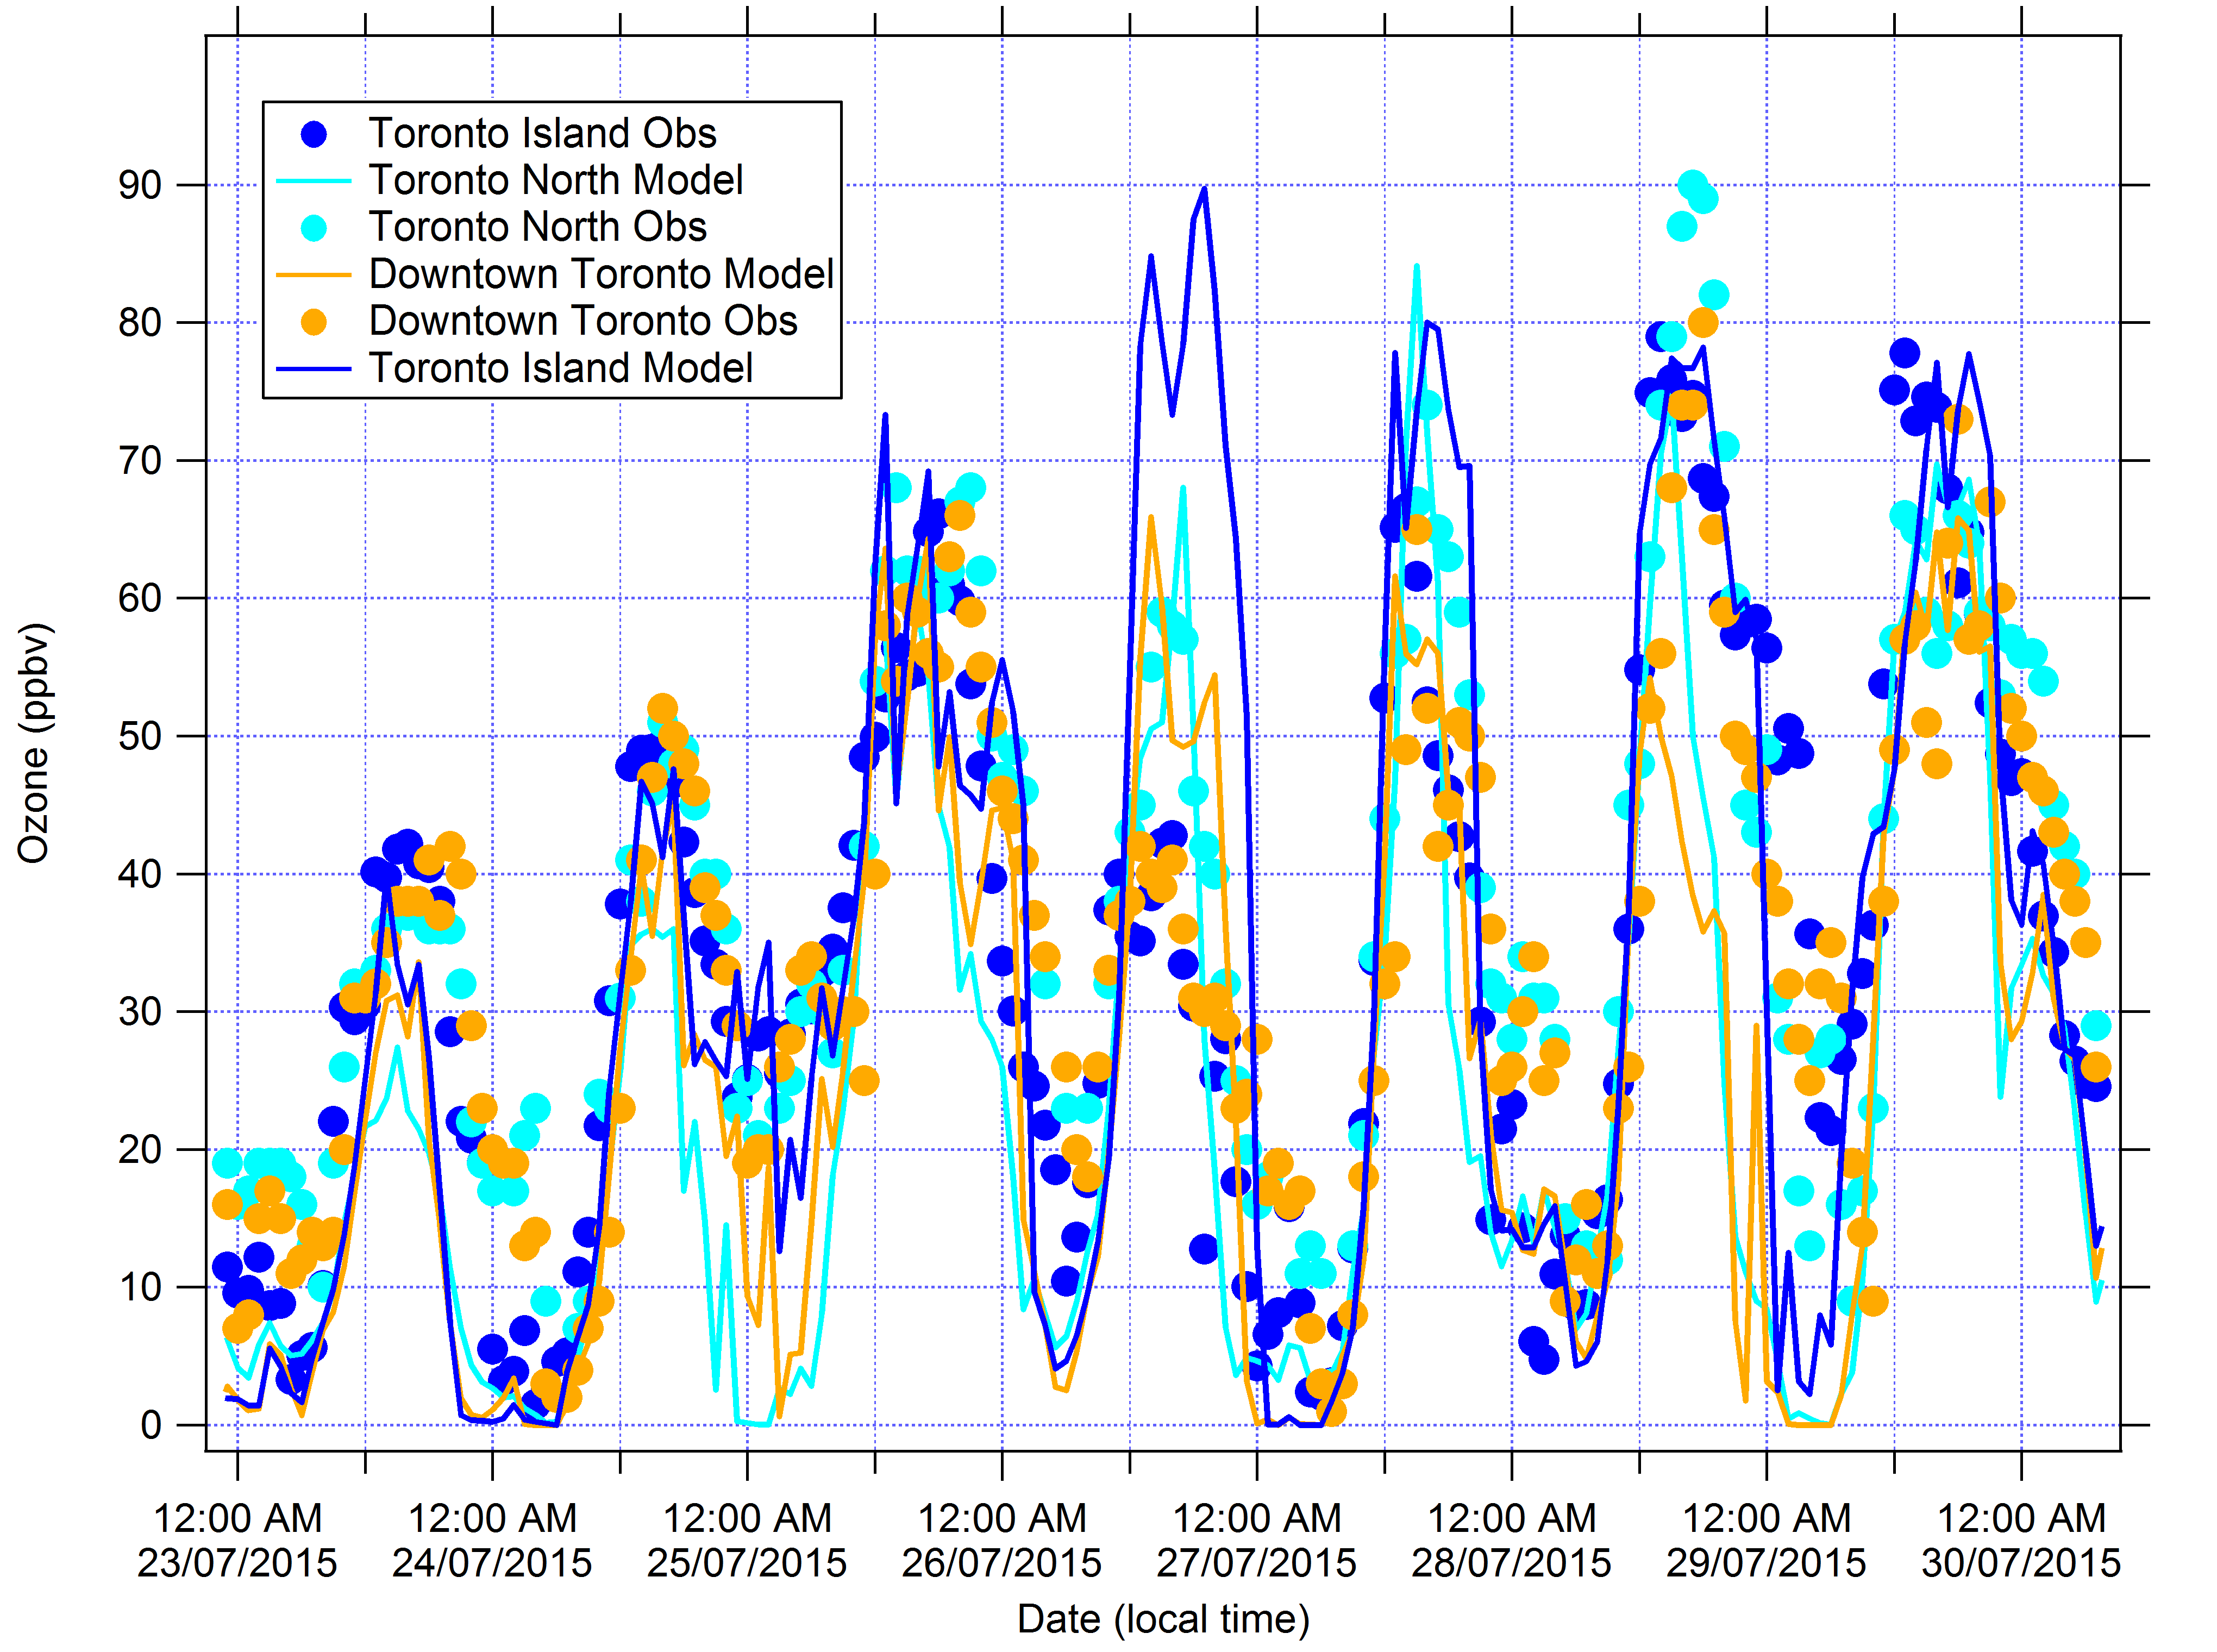 Toronto Island Obs
Toronto North Model
Toronto North Obs
Downtown Toronto Model
Downtown Toronto Obs
Toronto Island Model
90
80
70
60
50
40
30
20
10
0
Ozone (ppbv)
12:00 AM 12:00 AM 12:00 AM 12:00 AM 12:00 AM 12:00 AM 12:00 AM 12:00 AM
23/07/2015 24/07/2015 25/07/2015 26/07/2015 27/07/2015 28/07/2015 29/07/2015 30/07/2015
Date (local time)